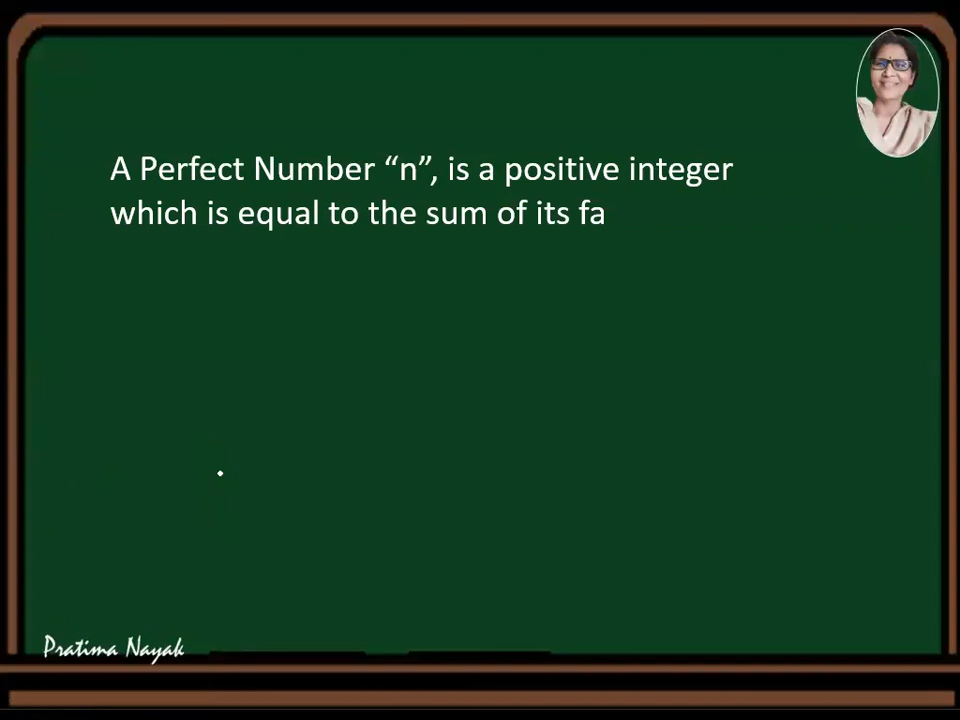 A Perfect Number “n”, is a positive integer
which is equal to the sum of its fa
Pratima Nayak